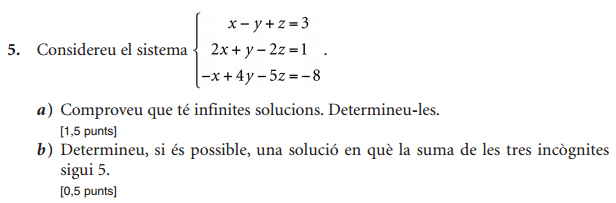 x − y + z = 3
5. Considereu el sistema { 2x + y − 2z = 1 .
−x + 4y − 5z = −8
a) Comproveu que té infinites solucions. Determineu-les.
[1,5 punts]
b) Determineu, si és possible, una solució en què la suma de les tres incògnites
sigui 5.
[0,5 punts]